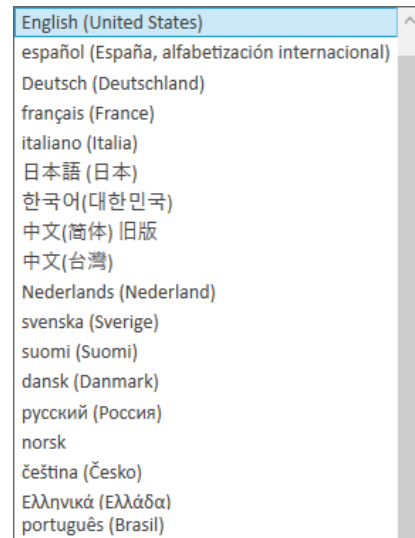 English (United States)
español (España, alfabetización internacional)
Deutsch (Deutschland)
français (France)
italiano (Italia)
日本語 (日本)
한국어(대한민국)
中文(简体) 旧版
中文(台灣)
Nederlands (Nederland)
svenska (Sverige)
suomi (Suomi)
dansk (Danmark)
русский (Россия)
norsk
čeština (Česko)
Ελληνικά (Ελλάδα)
português (Brasil)